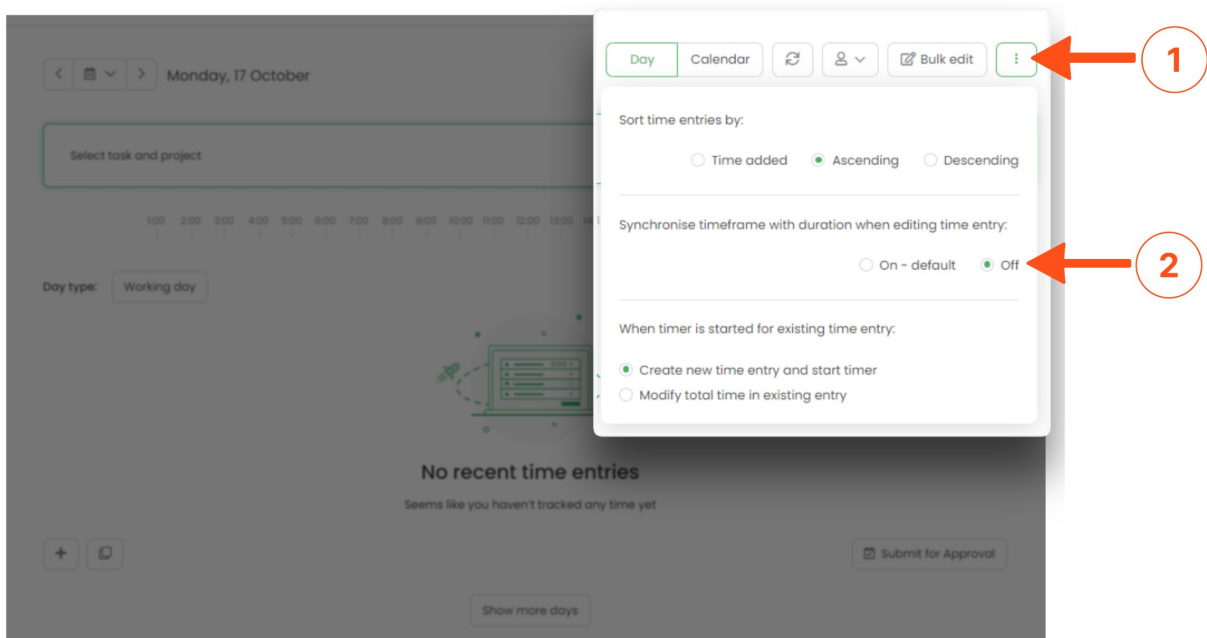 Monday, 17 October
Day Calendar Bulk edit
1
Select task and project
Sort time entries by:
Time added Ascending Descending
1:00 2:00 3:00 4:00 5:00 6:00 7:00 8:00 9:00 10:00 11:00 12:00 13:00
Synchronise timeframe with duration when editing time entry:
On - default Off
2
Day type: Working day
When timer is started for existing time entry:
Create new time entry and start timer
Modify total time in existing entry
No recent time entries
Seems like you haven't tracked any time yet
Submit for Approval
Show more days